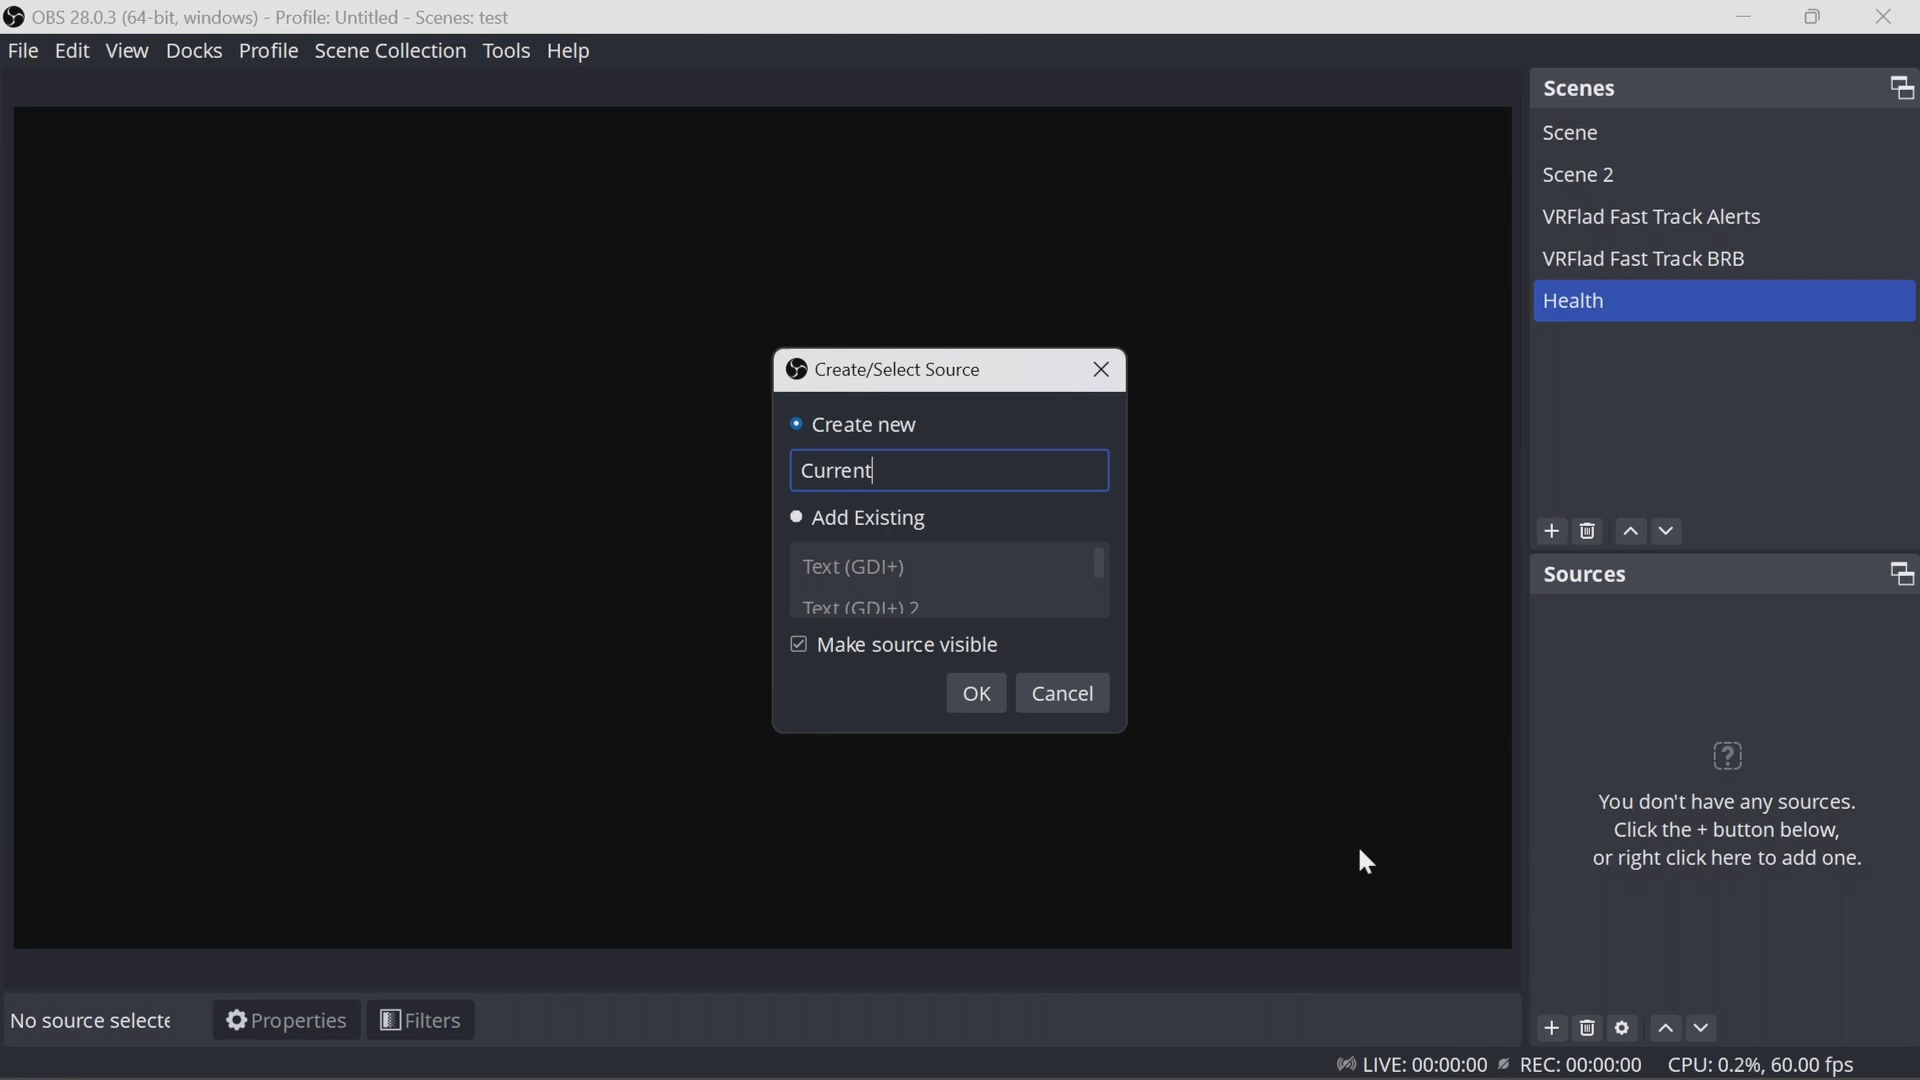 OBS 28.0.3 (64-bit, windows) - Profile: Untitled - Scenes: test
File Edit View Docks Profile Scene Collection Tools Help
Scenes
Scene
Scene 2
VRFlad Fast Track Alerts
VRFlad Fast Track BRB
Health
Create/Select Source
Create new
Current
Add Existing
Text (GDI+)
Text (GDI+) 2
Make source visible
OK Cancel
Sources
You don't have any sources.
Click the + button below,
or right click here to add one.
No source selecte
Properties Filters
LIVE: 00:00:00 REC: 00:00:00 CPU: 0.2%, 60.00 fps